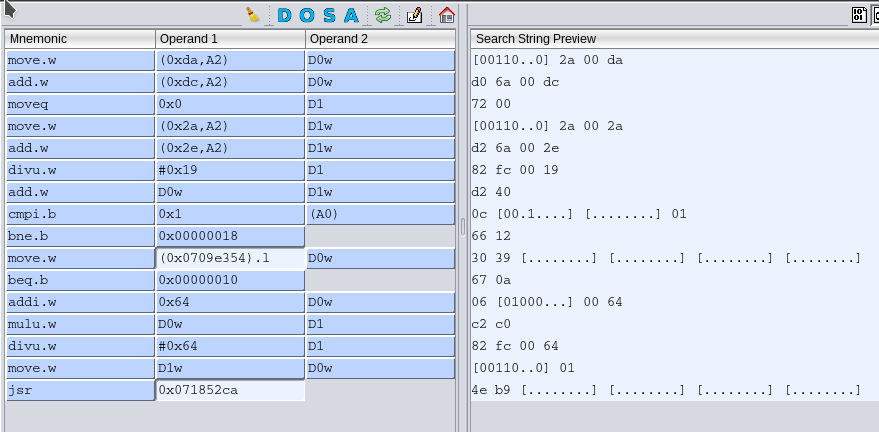 D O S A
Mnemonic Operand 1 Operand 2 Search String Preview
move.w (0xda,A2) D0w [00110..0] 2a 00 da
add.w (0xdc,A2) D0w d0 6a 00 dc
moveq 0x0 D1 72 00
move.w (0x2a,A2) D1w [00110..0] 2a 00 2a
add.w (0x2e,A2) D1w d2 6a 00 2e
divu.w #0x19 D1 82 fc 00 19
add.w D0w D1w d2 40
cmpi.b 0x1 (A0) 0c [00.1....] [........] 01
bne.b 0x00000018 66 12
move.w (0x0709e354).l D0w 30 39 [........] [........] [........] [........]
beq.b 0x00000010 67 0a
addi.w 0x64 D0w 06 [01000...] 00 64
mulu.w D0w D1 c2 c0
divu.w #0x64 D1 82 fc 00 64
move.w D1w D0w [00110..0] 01
jsr 0x071852ca 4e b9 [........] [........] [........] [........]